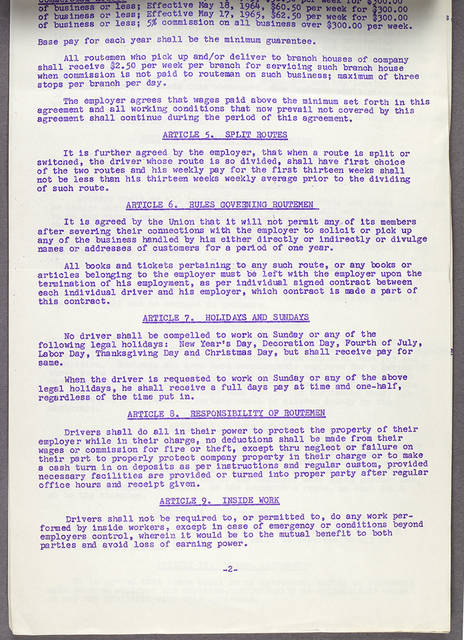 per week for $300.00
of business or less; Effective May 18, 1964, $60.50 per week for $300.00
of business or less; Effective May 17, 1965, $62.50 per week for $300.00
of business or less; 5% commission on all business over $300.00 per week.
Base pay for each year shall be the minimum guarantee.
All routemen who pick up and/or deliver to branch houses of company
shall receive $2.50 per week per branch for servicing such branch house
when commission is not paid to routeman on such business; maximum of three
stops per branch per day.
The employer agrees that wages paid above the minimum set forth in this
agreement and all working conditions that now prevail not covered by this
agreement shall continue during the period of this agreement.
ARTICLE 5. SPLIT ROUTES
It is further agreed by the employer, that when a route is split or
switched, the driver whose route is so divided, shall have first choice
of the two routes and his weekly pay for the first thirteen weeks shall
not be less than his thirteen weeks weekly average prior to the dividing
of such route.
ARTICLE 6. RULES GOVERNING ROUTEMEN
It is agreed by the Union that it will not permit any of its members
after severing their connections with the employer to solicit or pick up
any of the business handled by him either directly or indirectly or divulge
names or addresses of customers for a period of one year.
All books and tickets pertaining to any such route, or any books or
articles belonging to the employer must be left with the employer upon the
termination of his employment, as per individual signed contract between
each individual driver and his employer, which contract is made a part of
this contract.
ARTICLE 7. HOLIDAYS AND SUNDAYS
No driver shall be compelled to work on Sunday or any of the
following legal holidays: New Year's Day, Decoration Day, Fourth of July,
Labor Day, Thanksgiving Day and Christmas Day, but shall receive pay for
same.
When the driver is requested to work on Sunday or any of the above
legal holidays, he shall receive a full days pay at time and one-half,
regardless of the time put in.
ARTICLE 8. RESPONSIBILITY OF ROUTEMEN
Drivers shall do all in their power to protect the property of their
employer while in their charge, no deductions shall be made from their
wages or commission for fire or theft, except thru neglect or failure on
their part to properly protect company property in their charge or to make
a cash turn in on deposits as per instructions and regular custom, provided
necessary facilities are provided or turned into proper party after regular
office hours and receipt given.
ARTICLE 9. INSIDE WORK
Drivers shall not be required to, or permitted to, do any work per-
formed by inside workers, except in case of emergency or conditions beyond
employers control, wherein it would be to the mutual benefit to both
parties and avoid loss of earning power.
-2-